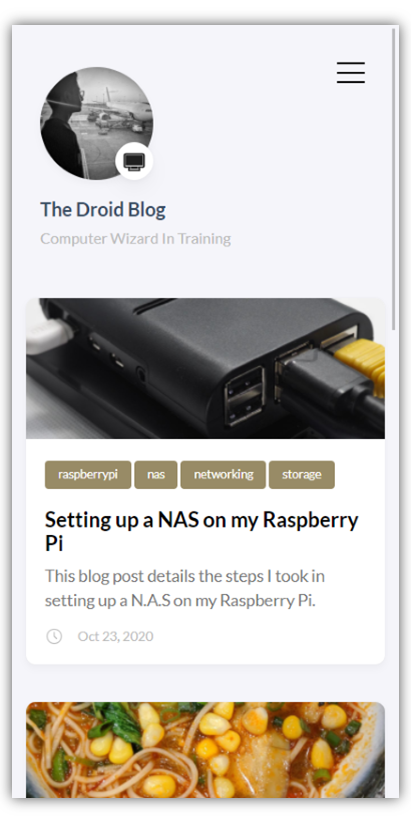 The Droid Blog
Computer Wizard In Training
raspberrypi nas networking storage
Setting up a NAS on my Raspberry
Pi
This blog post details the steps I took in
setting up a N.A.S on my Raspberry Pi.
Oct 23, 2020